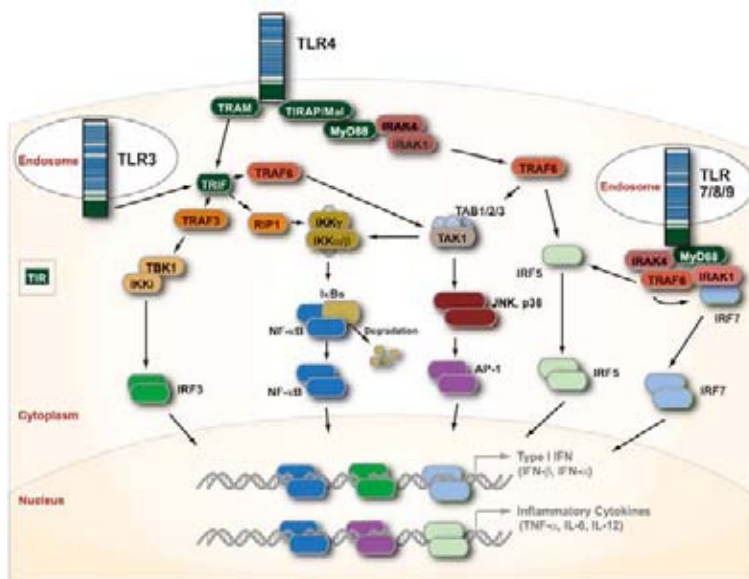 TLR4
TRAM
TIRAP/Mal
MyD88
IRAK4
IRAK1
Endosome
TLR3
TRIF
TRAF6
TRAF6
Endosome
TLR
7/8/9
TRAF3
RIP1
IKKγ
IKKα/β
TAB1/2/3
TAK1
IRAK4
MyD88
TRAF6
IRAK1
IRF5
IRF7
TIR
TBK1
IKKi
IκBs
NF-κB
Degradation
JNK, p38
IRF3
NF-κB
AP-1
IRF5
IRF7
Cytoplasm
Nucleus
Type I IFN
(IFN-β, IFN-α)
Inflammatory Cytokines
(TNF-α, IL-6, IL-12)